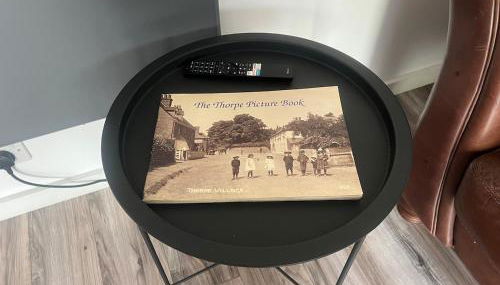 The Thorpe Picture Book
THORPE VILLAGE